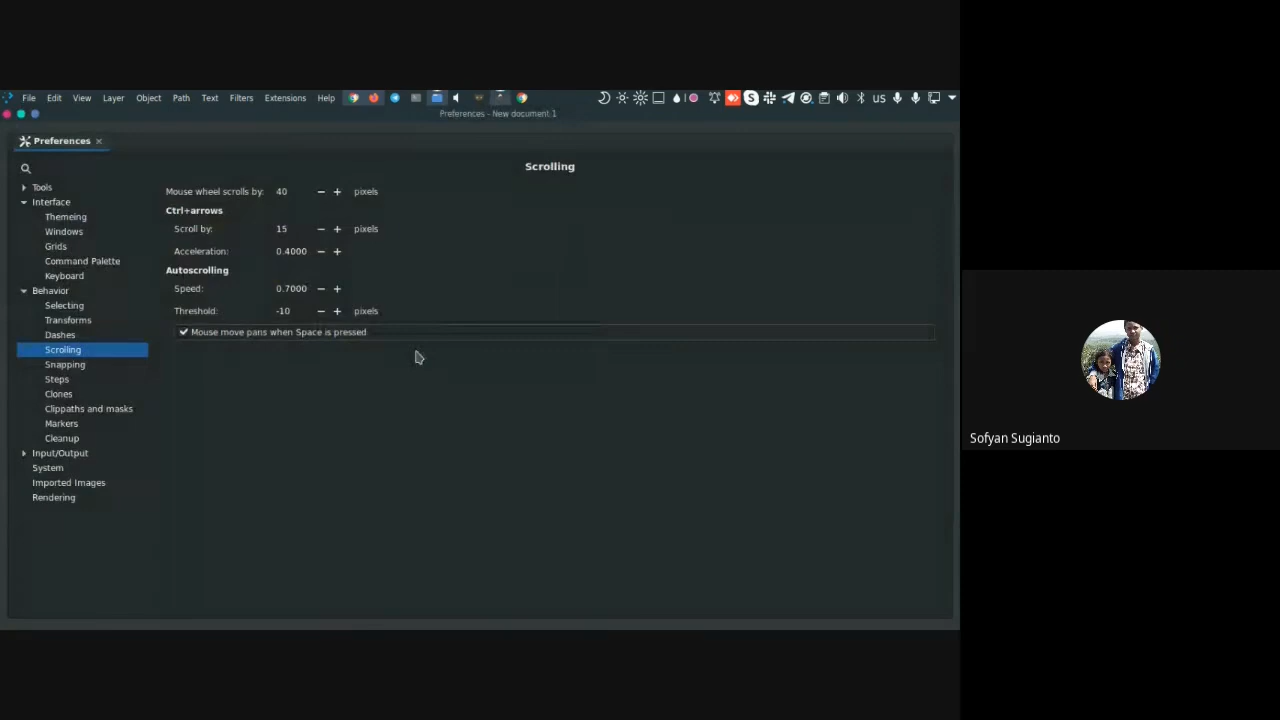 File Edit View Layer Object Path Text Filters Extensions Help US
Preferences - New document 1
Preferences
Scrolling
Tools
Interface
Themeing
Windows
Grids
Command Palette
Keyboard
Behavior
Selecting
Transforms
Dashes
Scrolling
Snapping
Steps
Clones
Clippaths and masks
Markers
Cleanup
Input/Output
System
Imported Images
Rendering
Mouse wheel scrolls by: 40 − + pixels
Ctrl+arrows
Scroll by: 15 − + pixels
Acceleration: 0.4000 − +
Autoscrolling
Speed: 0.7000 − +
Threshold: -10 − + pixels
Mouse move pans when Space is pressed
Sofyan Sugianto